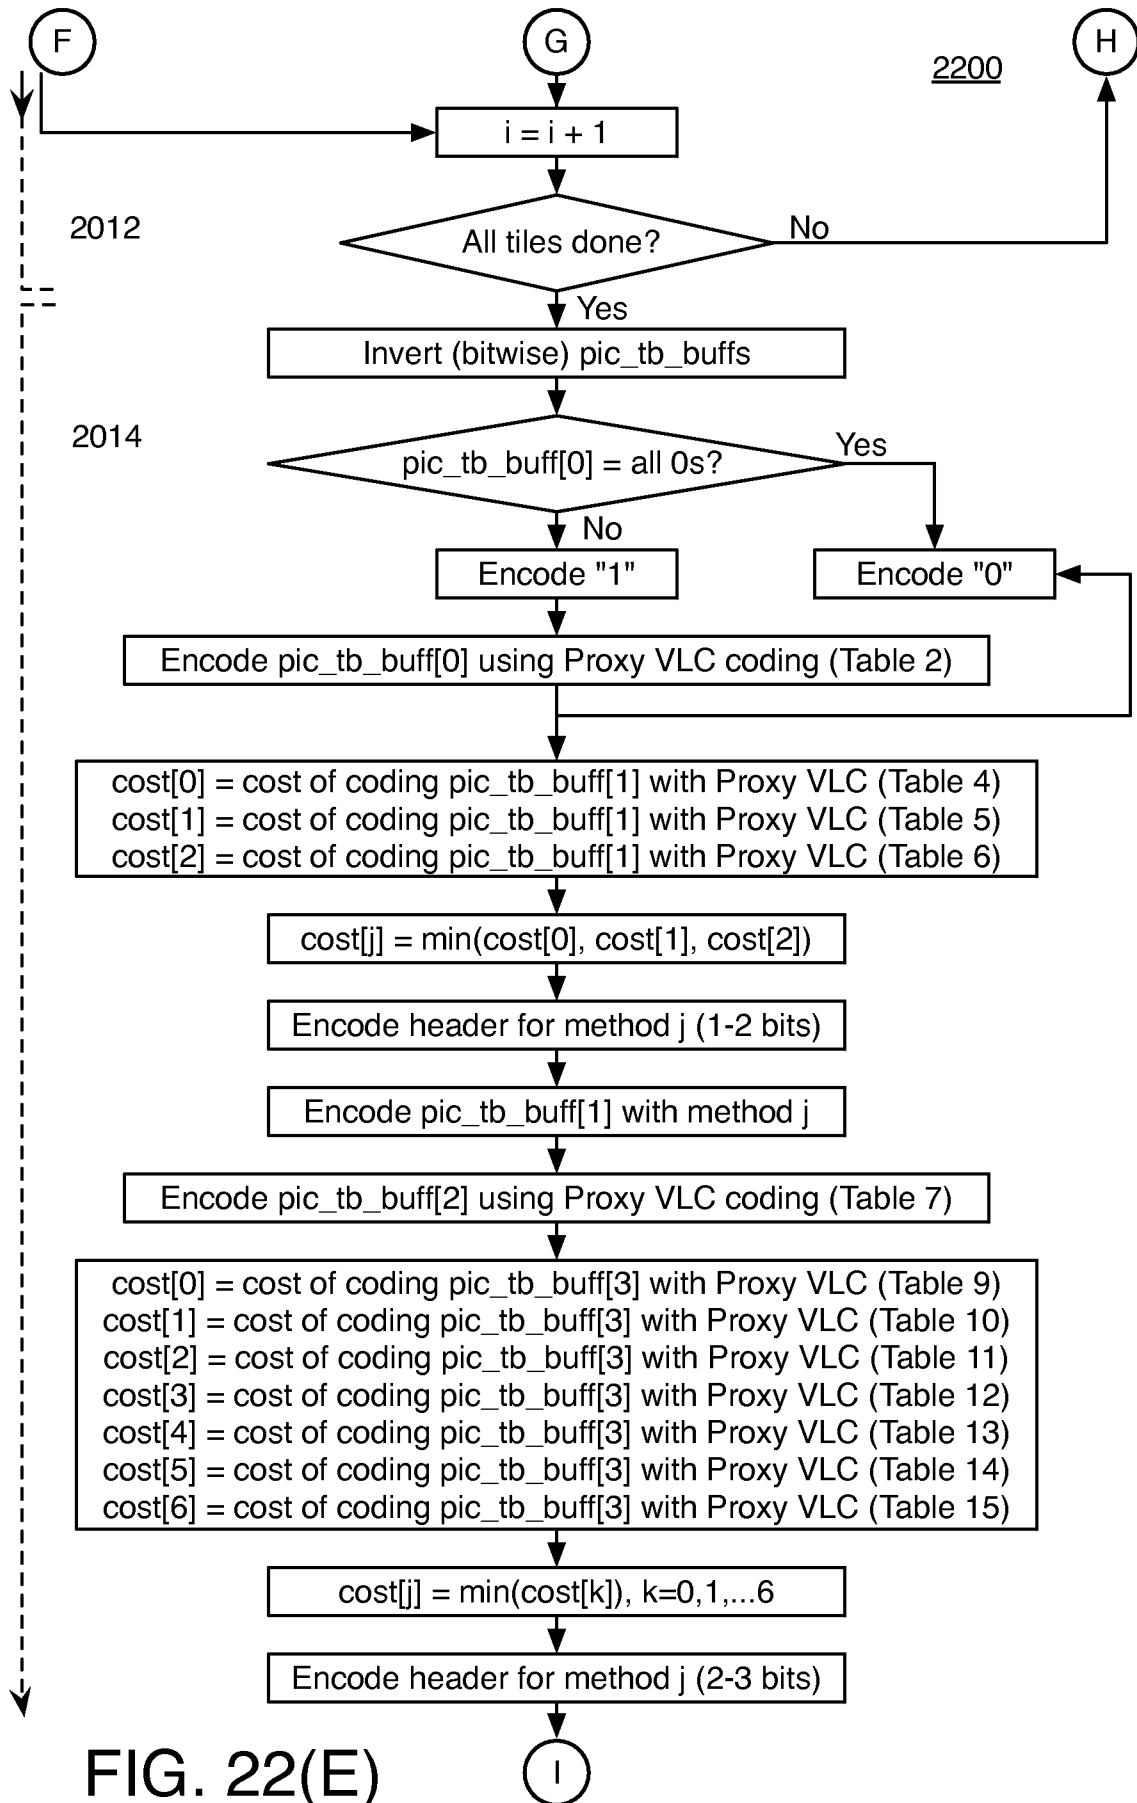 F
G
H
2200
i = i + 1
2012
All tiles done?
No
Yes
Invert (bitwise) pic_tb_buffs
2014
pic_tb_buff[0] = all 0s?
Yes
No
Encode "1"
Encode "0"
Encode pic_tb_buff[0] using Proxy VLC coding (Table 2)
cost[0] = cost of coding pic_tb_buff[1] with Proxy VLC (Table 4)
cost[1] = cost of coding pic_tb_buff[1] with Proxy VLC (Table 5)
cost[2] = cost of coding pic_tb_buff[1] with Proxy VLC (Table 6)
cost[j] = min(cost[0], cost[1], cost[2])
Encode header for method j (1-2 bits)
Encode pic_tb_buff[1] with method j
Encode pic_tb_buff[2] using Proxy VLC coding (Table 7)
cost[0] = cost of coding pic_tb_buff[3] with Proxy VLC (Table 9)
cost[1] = cost of coding pic_tb_buff[3] with Proxy VLC (Table 10)
cost[2] = cost of coding pic_tb_buff[3] with Proxy VLC (Table 11)
cost[3] = cost of coding pic_tb_buff[3] with Proxy VLC (Table 12)
cost[4] = cost of coding pic_tb_buff[3] with Proxy VLC (Table 13)
cost[5] = cost of coding pic_tb_buff[3] with Proxy VLC (Table 14)
cost[6] = cost of coding pic_tb_buff[3] with Proxy VLC (Table 15)
cost[j] = min(cost[k]), k=0,1,...6
Encode header for method j (2-3 bits)
I
FIG. 22(E)